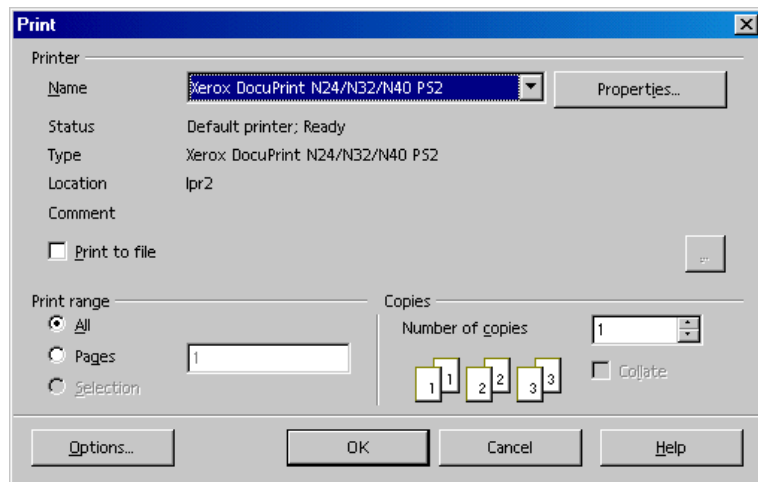 Print
Printer
Name Xerox DocuPrint N24/N32/N40 PS2 Properties...
Status Default printer; Ready
Type Xerox DocuPrint N24/N32/N40 PS2
Location lpr2
Comment
Print to file ...
Print range Copies
All Number of copies 1
Pages 1
1 1 2 2 3 3 Collate
Selection
Options... OK Cancel Help